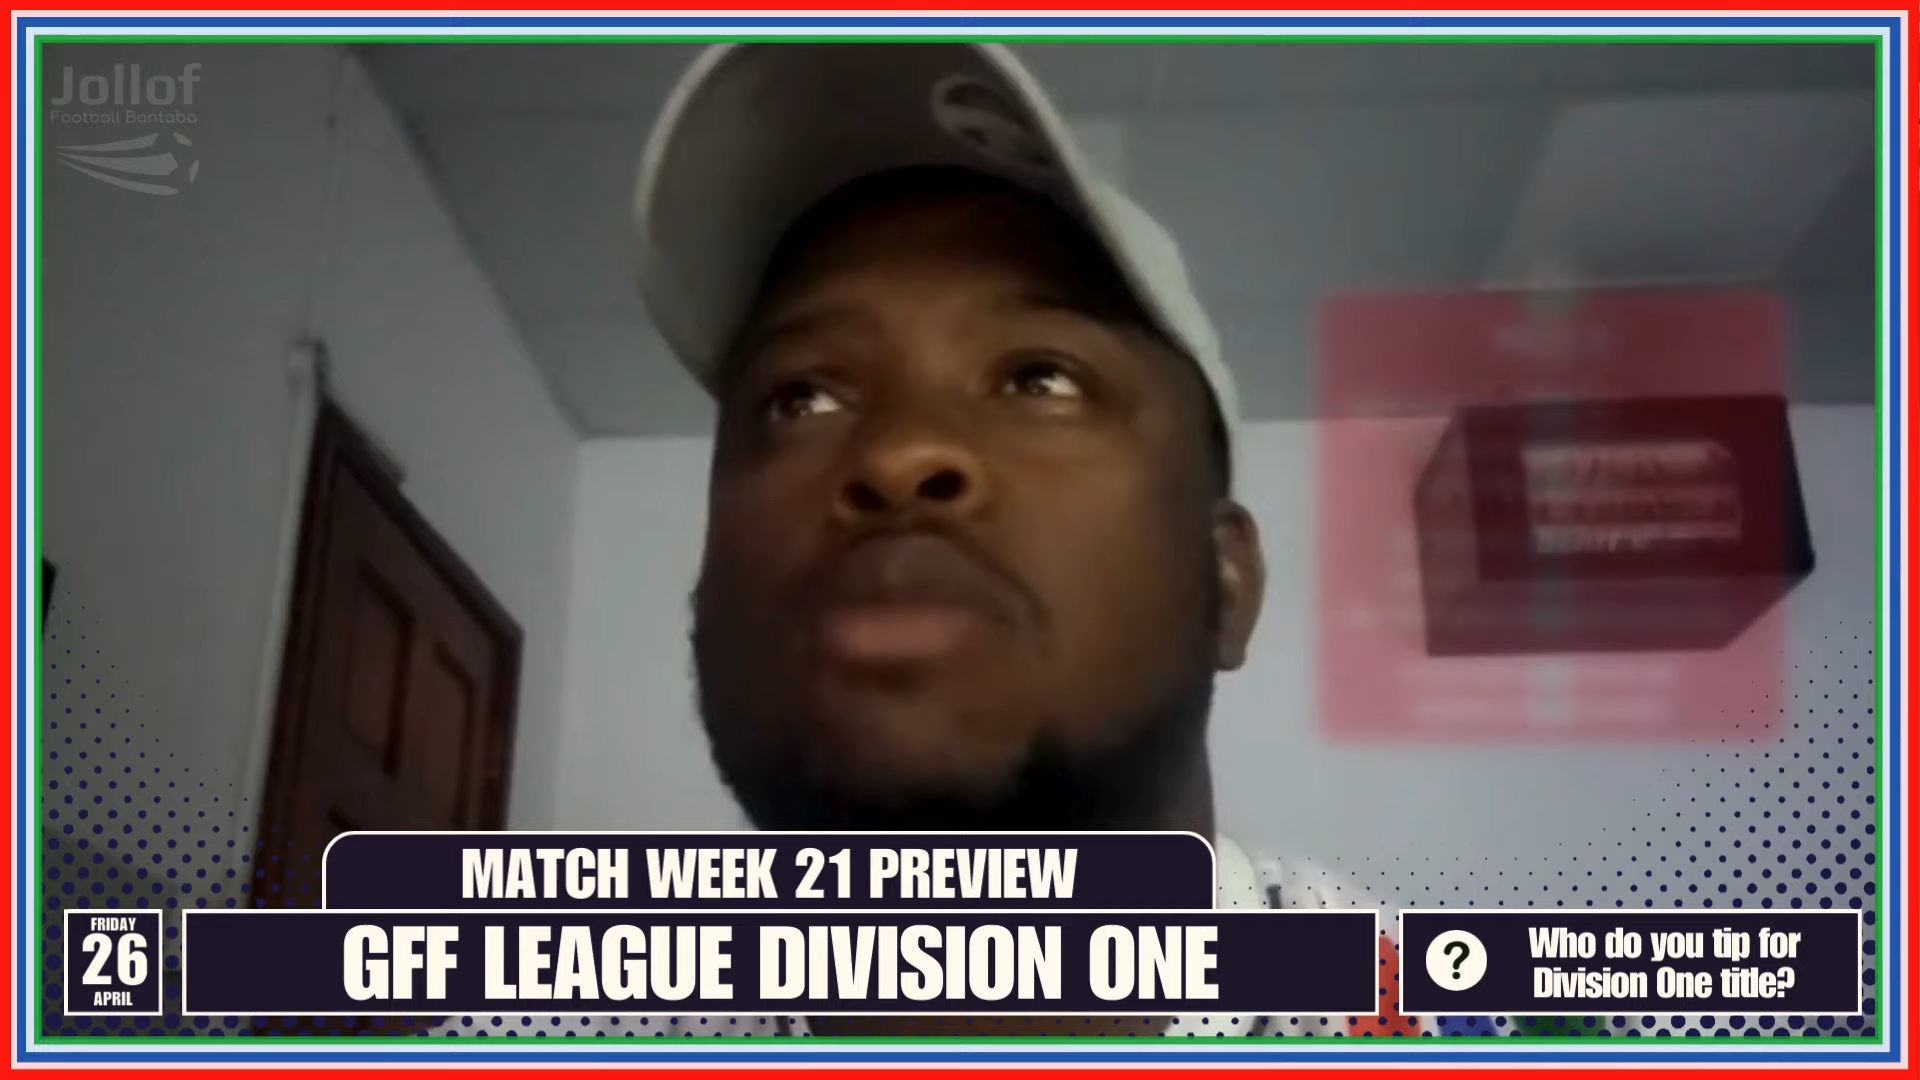 Jollof
Football Bantaba
MATCH WEEK 21 PREVIEW
FRIDAY
26
APRIL
GFF LEAGUE DIVISION ONE
?
Who do you tip for
Division One title?